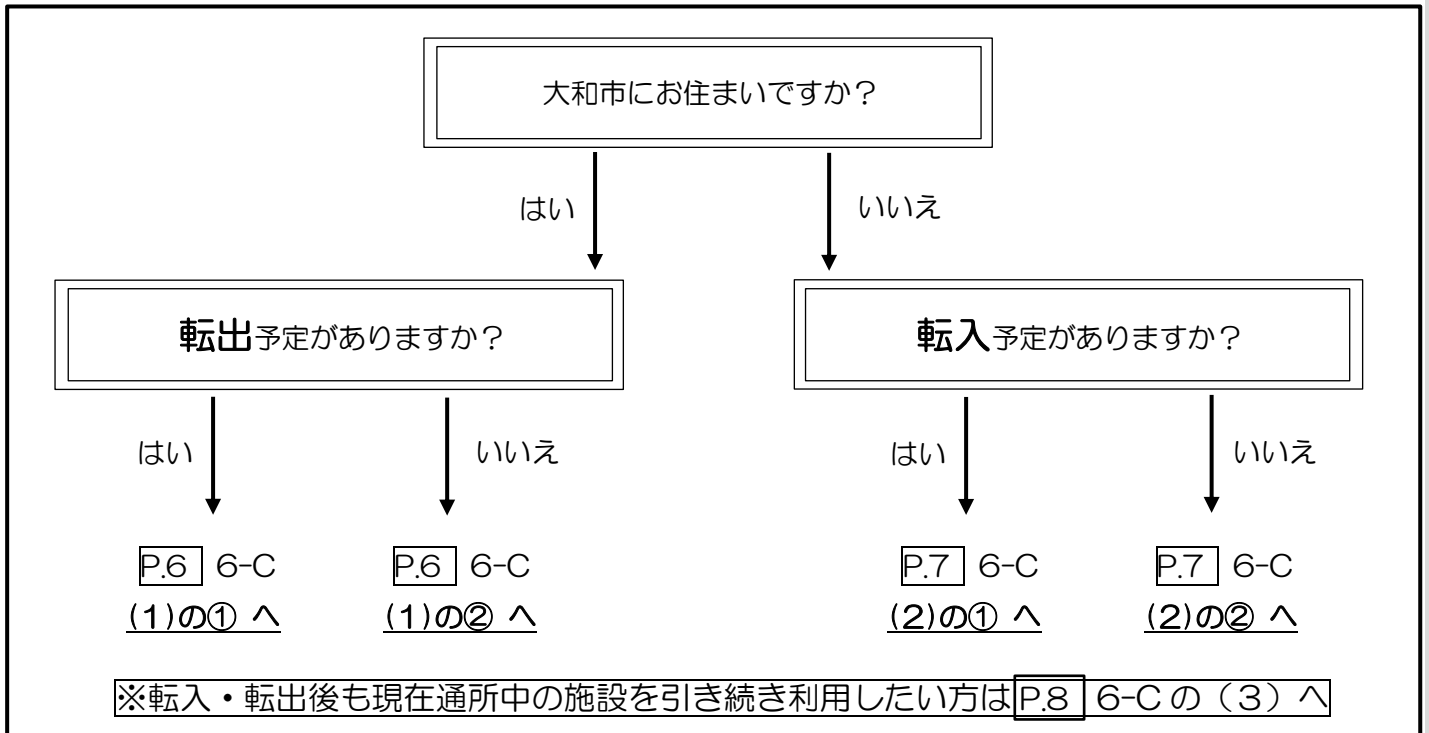 大和市にお住まいですか？
はい
いいえ
転出予定がありますか？
転入予定がありますか？
はい
いいえ
はい
いいえ
P.6 6-C
(1)の① へ
P.6 6-C
(1)の② へ
P.7 6-C
(2)の① へ
P.7 6-C
(2)の② へ
※転入・転出後も現在通所中の施設を引き続き利用したい方はP.8 6-Cの（3）へ